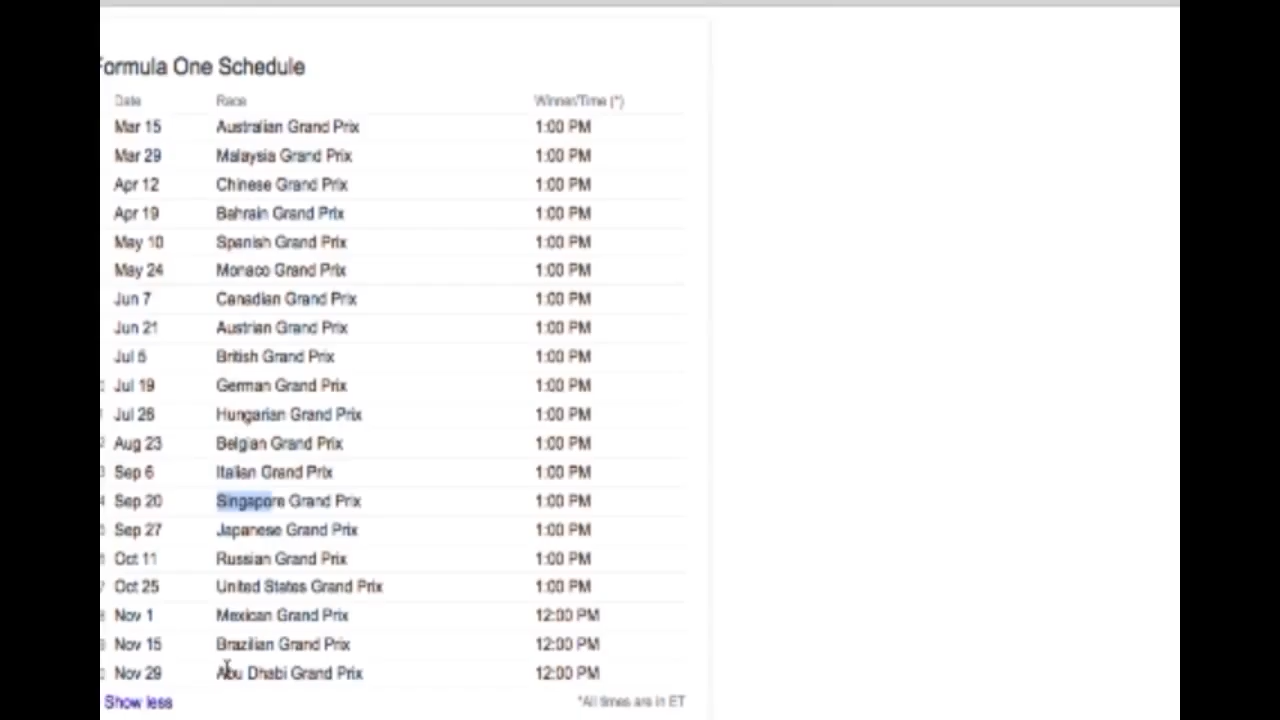 Formula One Schedule
Date Race Winner/Time (*)
Mar 15 Australian Grand Prix 1:00 PM
Mar 29 Malaysia Grand Prix 1:00 PM
Apr 12 Chinese Grand Prix 1:00 PM
Apr 19 Bahrain Grand Prix 1:00 PM
May 10 Spanish Grand Prix 1:00 PM
May 24 Monaco Grand Prix 1:00 PM
Jun 7 Canadian Grand Prix 1:00 PM
Jun 21 Austrian Grand Prix 1:00 PM
Jul 5 British Grand Prix 1:00 PM
Jul 19 German Grand Prix 1:00 PM
Jul 26 Hungarian Grand Prix 1:00 PM
Aug 23 Belgian Grand Prix 1:00 PM
Sep 6 Italian Grand Prix 1:00 PM
Sep 20 Singapore Grand Prix 1:00 PM
Sep 27 Japanese Grand Prix 1:00 PM
Oct 11 Russian Grand Prix 1:00 PM
Oct 25 United States Grand Prix 1:00 PM
Nov 1 Mexican Grand Prix 12:00 PM
Nov 15 Brazilian Grand Prix 12:00 PM
Nov 29 Abu Dhabi Grand Prix 12:00 PM
Show less *All times are in ET